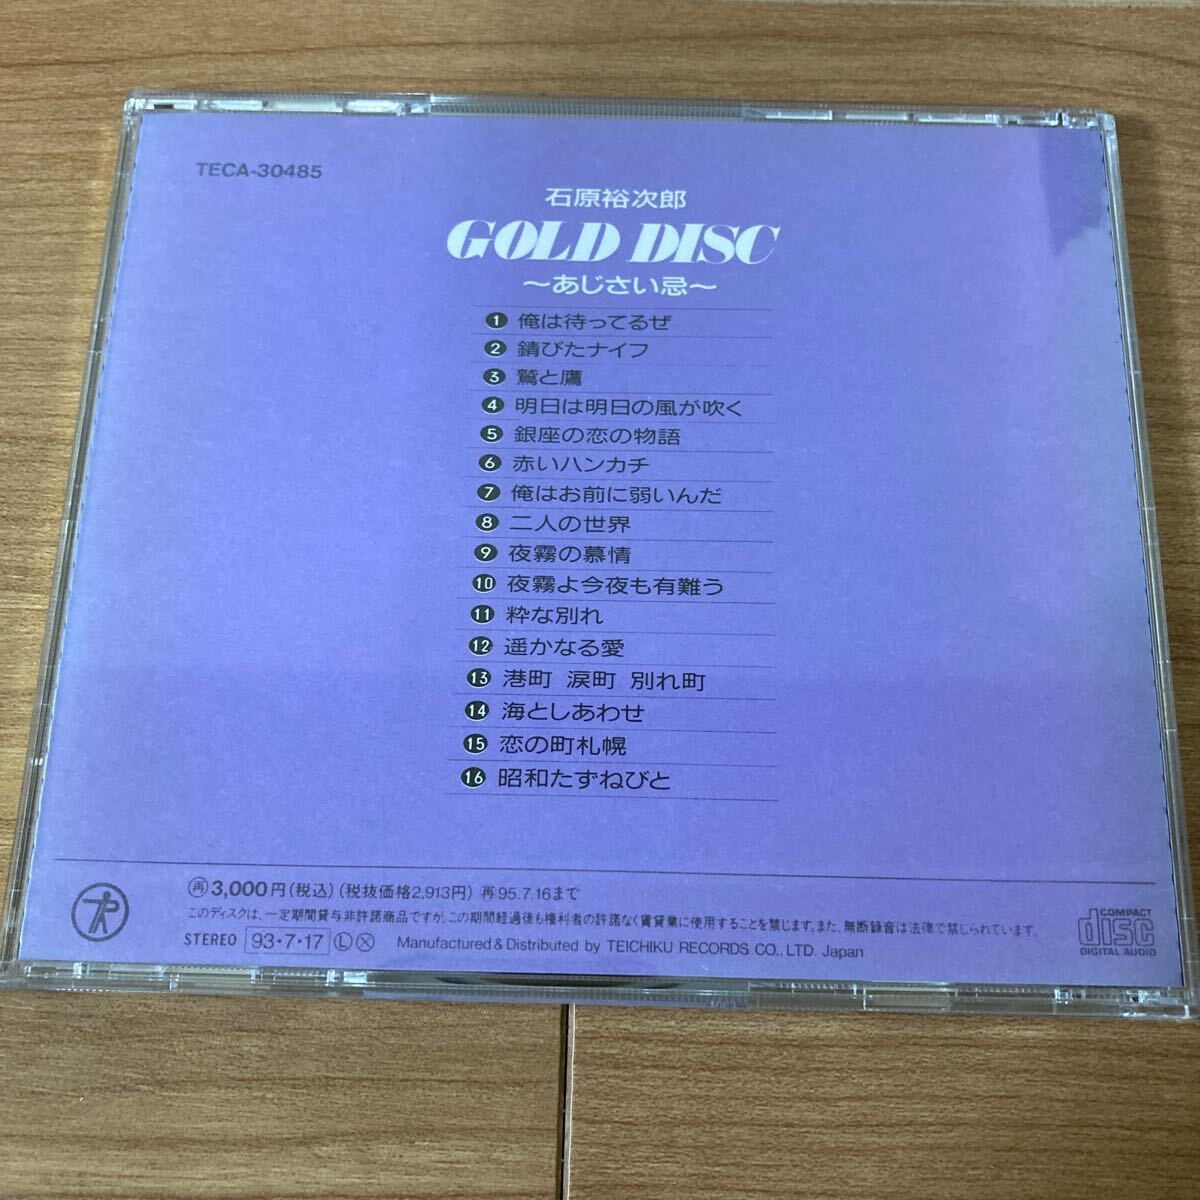 TECA-30485
石原裕次郎
GOLD DISC
〜あじさい忌〜
1 俺は待ってるぜ
2 錆びたナイフ
3 鷲と鷹
4 明日は明日の風が吹く
5 銀座の恋の物語
6 赤いハンカチ
7 俺はお前に弱いんだ
8 二人の世界
9 夜霧の慕情
10 夜霧よ今夜も有難う
11 粋な別れ
12 遥かなる愛
13 港町 涙町 別れ町
14 海としあわせ
15 恋の町札幌
16 昭和たずねびと
㊢3,000円(税込)(税抜価格2,913円) 再95.7.16まで
このディスクは、一定期間貸与非許諾商品ですが、この期間経過後も権利者の許諾なく賃貸業に使用することを禁じます。また、無断録音は法律で禁じられています。
STEREO 93・7・17 Ⓛ Ⓧ Manufactured & Distributed by TEICHIKU RECORDS CO., LTD. Japan
COMPACT
disc
DIGITAL AUDIO